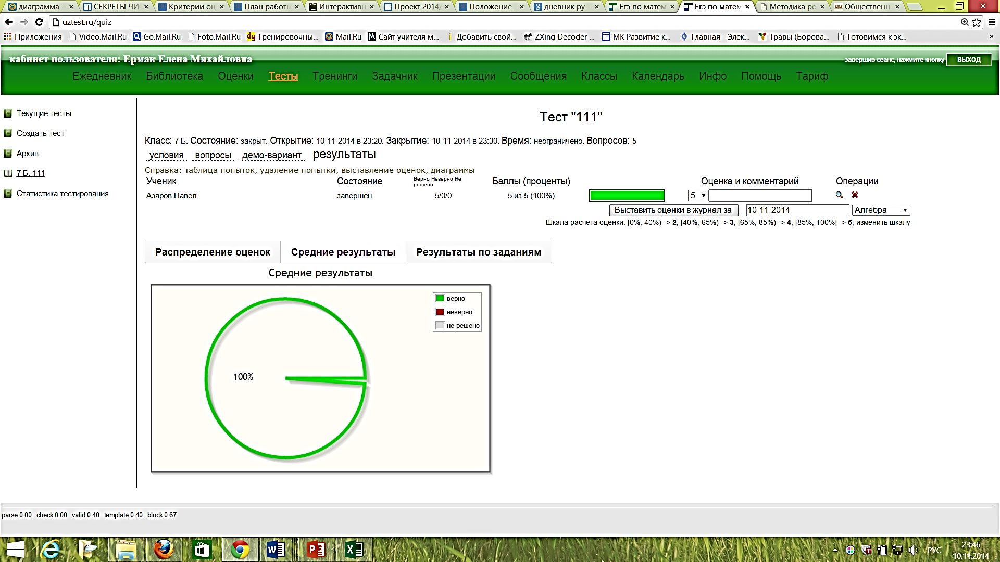 диаграмма -
СЕКРЕТЫ ЧИ
Критерии оц
План работь
Интерактивн
Проект 2014/
Положение_
дневник ру -
Егэ по матем
Егэ по матем
Методика ре
Общественн
uztest.ru/quiz
Приложения Video.Mail.Ru Go.Mail.Ru Foto.Mail.Ru Тренировочны... Mail.Ru Сайт учителя м... Добавить свой... ZXing Decoder ... МК Развитие к... Главная - Элек... Травы (Борова... Готовимся к эк... »
кабинет пользователя: Ермак Елена Михайловна
завершив сеанс, нажмите кнопку ВЫХОД
Ежедневник Библиотека Оценки Тесты Тренинги Задачник Презентации Сообщения Классы Календарь Инфо Помощь Тариф
Текущие тесты
Создать тест
Архив
7 Б: 111
Статистика тестирования
Тест "111"
Класс: 7 Б. Состояние: закрыт. Открытие: 10-11-2014 в 23:20. Закрытие: 10-11-2014 в 23:30. Время: неограничено. Вопросов: 5
условия вопросы демо-вариант результаты
Справка: таблица попыток, удаление попытки, выставление оценок, диаграммы
Ученик Состояние Верно Неверно Не решено Баллы (проценты) Оценка и комментарий Операции
Азаров Павел завершен 5/0/0 5 из 5 (100%) 5
Выставить оценки в журнал за 10-11-2014 Алгебра
Шкала расчета оценки: [0%; 40%) -> 2; [40%; 65%) -> 3; [65%; 85%) -> 4; [85%; 100%] -> 5; изменить шкалу
Распределение оценок Средние результаты Результаты по заданиям
Средние результаты
верно
неверно
не решено
100%
parse:0.00 check:0.00 valid:0.40 template:0.40 block:0.67
РУС
23:46
10.11.2014